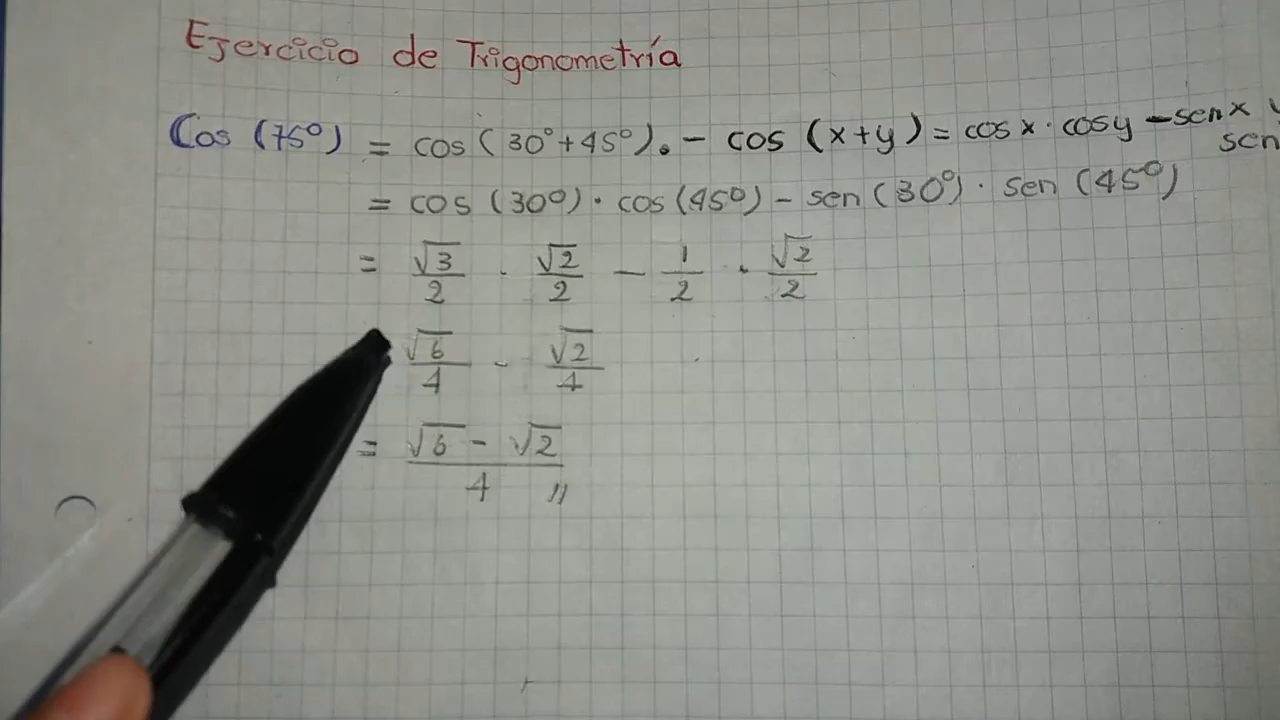 Ejercicio de Trigonometría
Cos (75°) = cos (30°+45°). - cos (x+y) = cos x · cos y - sen x
sen
= cos (30°) · cos (45°) - sen (30°) · sen (45°)
= √3/2 · √2/2 - 1/2 · √2/2
√6/4 - √2/4
= (√6 - √2)/4 //